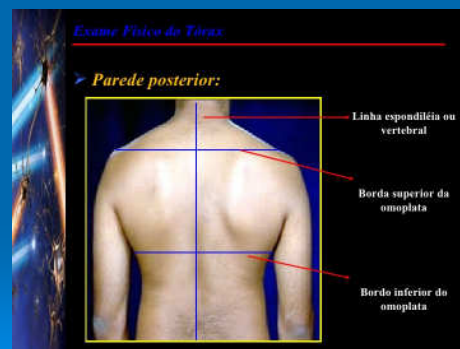 Exame Físico do Tórax
Parede posterior:
Linha espondiléia ou
vertebral
Borda superior da
omoplata
Bordo inferior do
omoplata